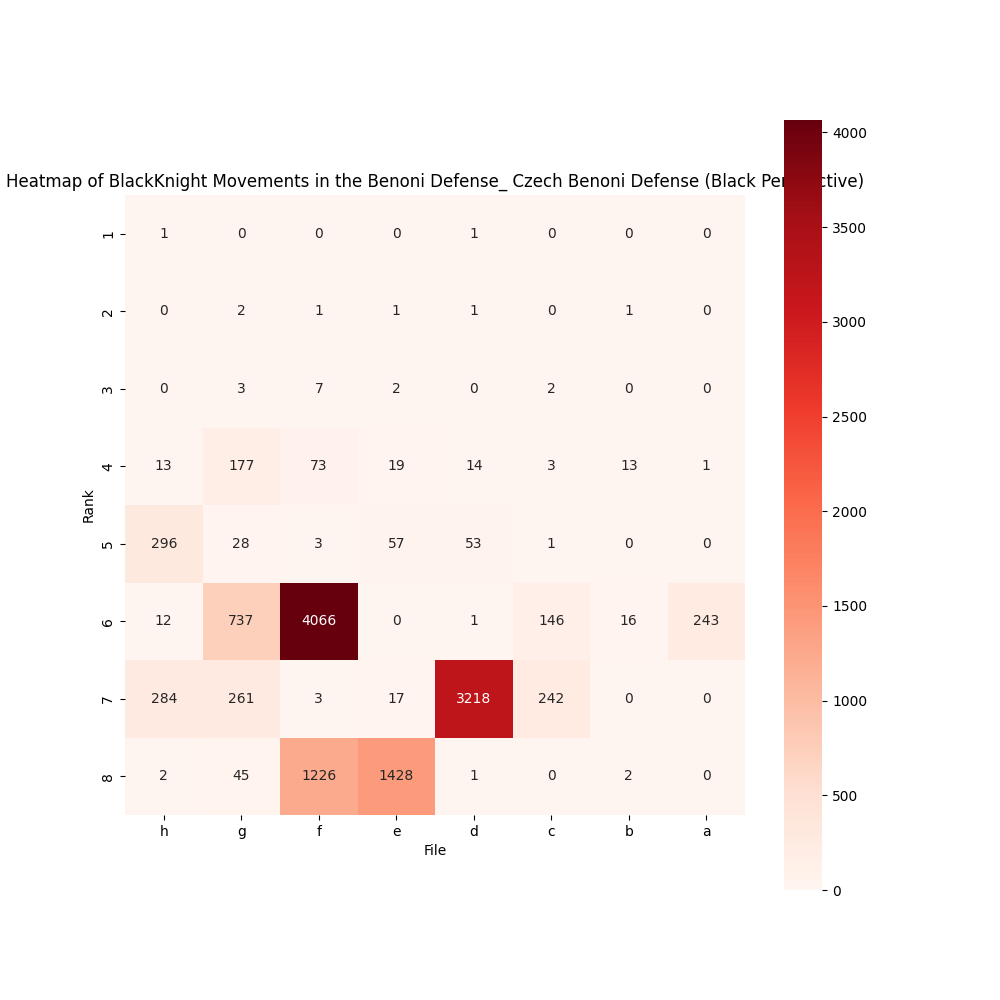 Heatmap of BlackKnight Movements in the Benoni Defense_ Czech Benoni Defense (Black Perspective)
1 1 0 0 0 1 0 0 0
2 0 2 1 1 1 0 1 0
3 0 3 7 2 0 2 0 0
4 13 177 73 19 14 3 13 1
Rank
5 296 28 3 57 53 1 0 0
6 12 737 4066 0 1 146 16 243
7 284 261 3 17 3218 242 0 0
8 2 45 1226 1428 1 0 2 0
h g f e d c b a
File
4000
3500
3000
2500
2000
1500
1000
500
0